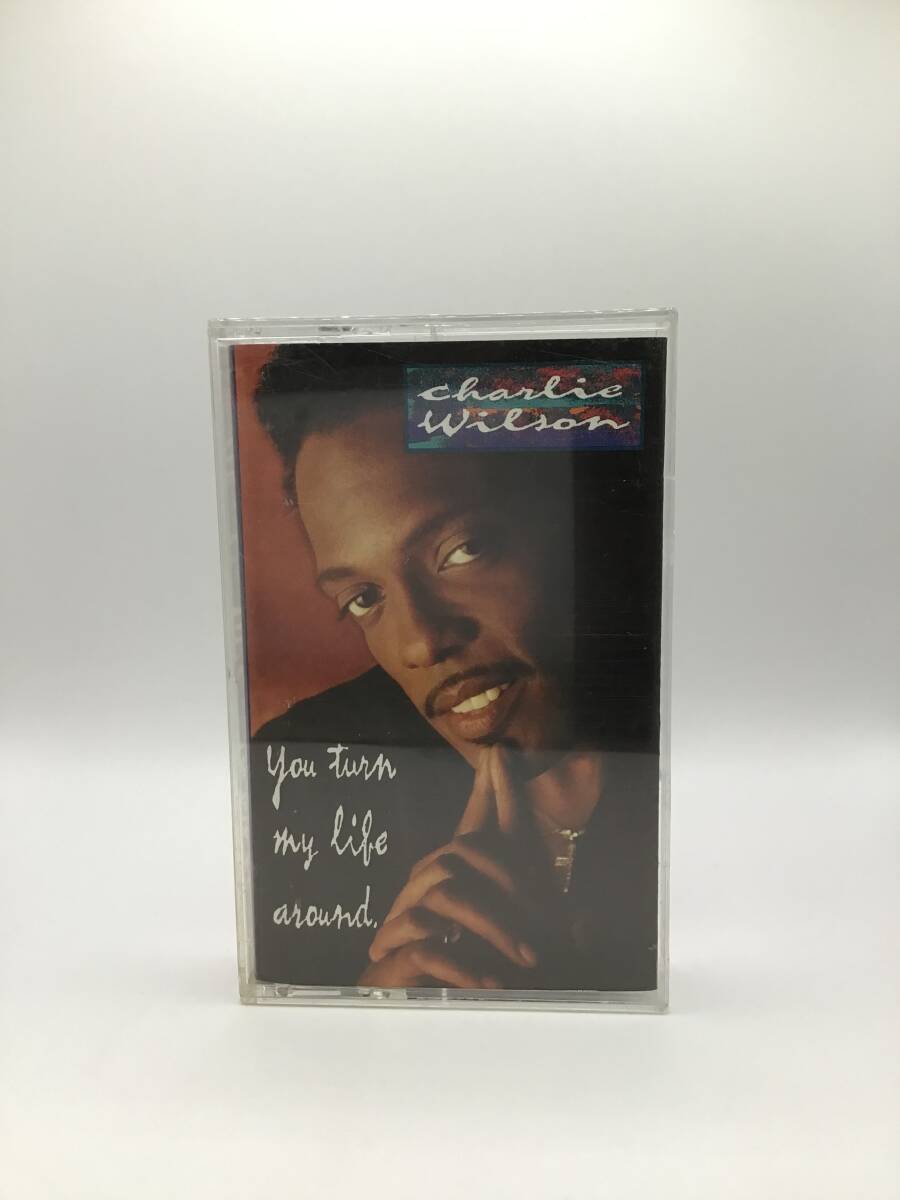 charlie
Wilson
You turn
my life
around.